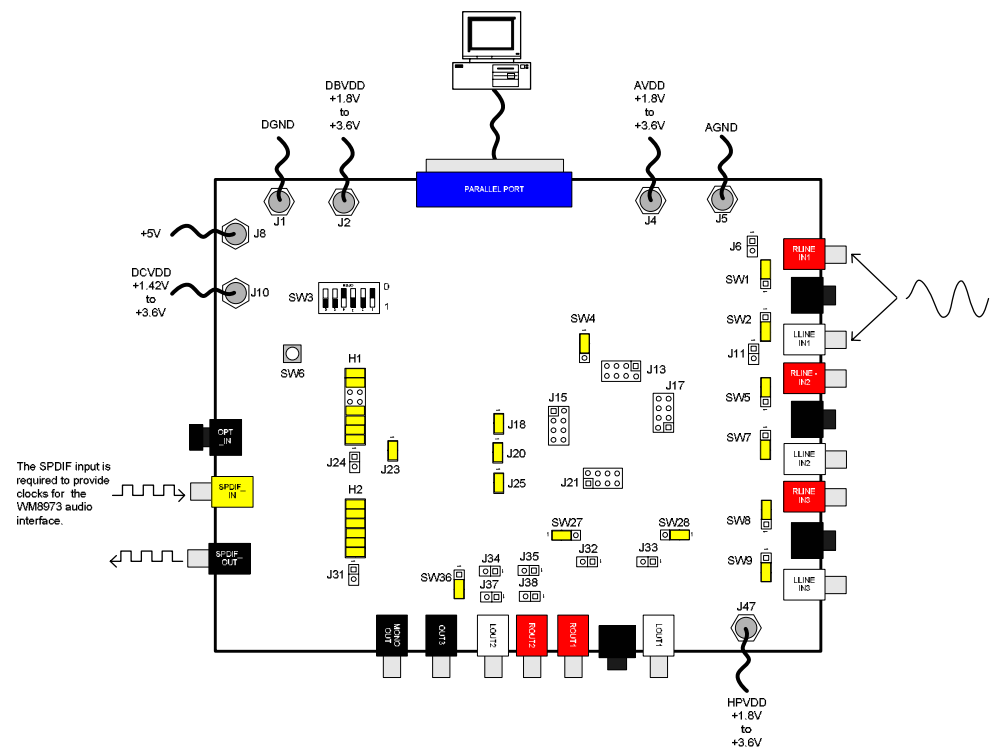 DBVDD
+1.8V
to
+3.6V
AVDD
+1.8V
to
+3.6V
DGND
AGND
PARALLEL PORT
J1
J2
J4
J5
+5V
J8
DCVDD
+1.42V
to
+3.6V
J10
J6
RLINE
IN1
SW1
SW3
0
1
SW2
LLINE
IN1
J11
SW4
SW6
H1
J13
RLINE -
IN2
J15
J17
SW5
J18
OPT
_IN
SW7
J24
J23
J20
LLINE
IN2
The SPDIF input is
required to provide
clocks for the
WM8973 audio
interface.
SPDIF_
IN
H2
J25
J21
RLINE
IN3
SW8
SW27
SW28
SPDIF_
OUT
J31
J34
J35
J32
J33
SW9
SW36
J37
J38
LLINE
IN3
J47
MONO
OUT
OUT3
LOUT2
ROUT2
ROUT1
LOUT1
HPVDD
+1.8V
to
+3.6V